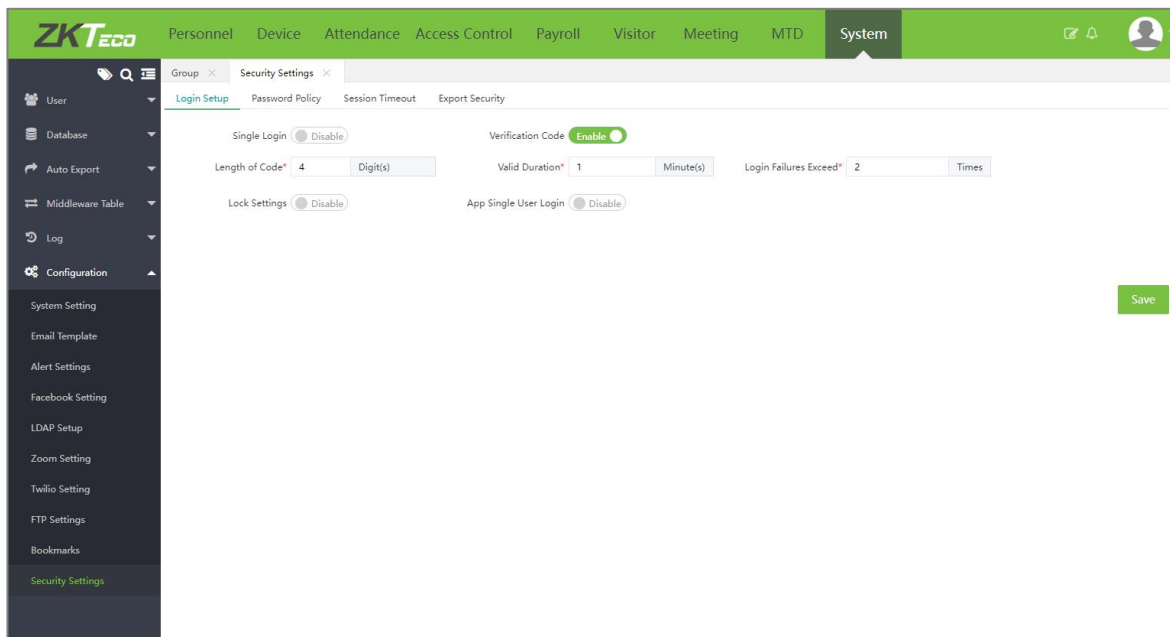 ZKTeco Personnel Device Attendance Access Control Payroll Visitor Meeting MTD System
Group Security Settings
User
Login Setup Password Policy Session Timeout Export Security
Database
Single Login Disable Verification Code Enable
Auto Export
Length of Code* 4 Digit(s) Valid Duration* 1 Minute(s) Login Failures Exceed* 2 Times
Middleware Table
Lock Settings Disable App Single User Login Disable
Log
Configuration
System Setting
Save
Email Template
Alert Settings
Facebook Setting
LDAP Setup
Zoom Setting
Twilio Setting
FTP Settings
Bookmarks
Security Settings